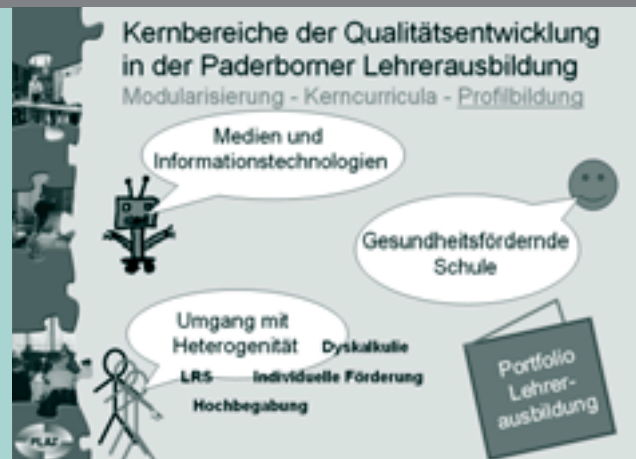 Kernbereiche der Qualitätsentwicklung
in der Paderborner Lehrerausbildung
Modularisierung - Kerncurricula - Profilbildung
Medien und
Informationstechnologien
Gesundheitsfördernde
Schule
Umgang mit
Heterogenität Dyskalkulie
LRS Individuelle Förderung
Hochbegabung
Portfolio
Lehrer-
ausbildung
PLAZ